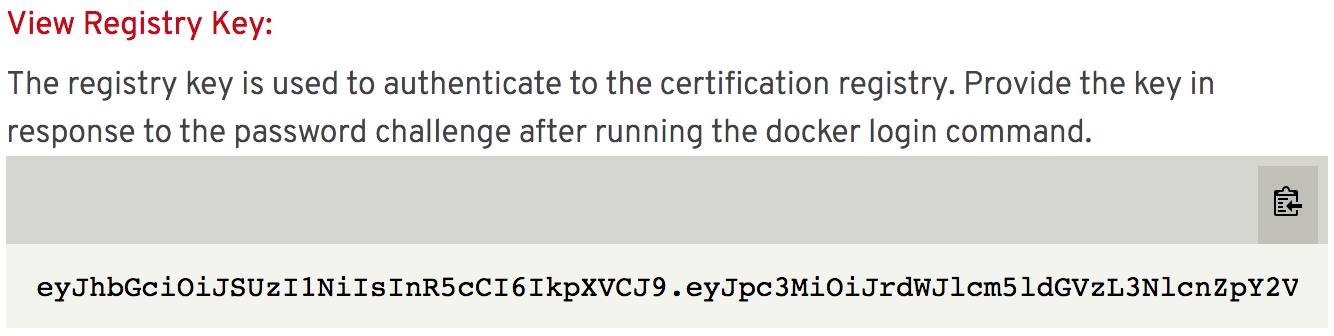 View Registry Key:
The registry key is used to authenticate to the certification registry. Provide the key in
response to the password challenge after running the docker login command.
eyJhbGciOiJSUzI1NiIsInR5cCI6IkpXVCJ9.eyJpc3MiOiJrdWJlcm5ldGVzL3NlcnZpY2V